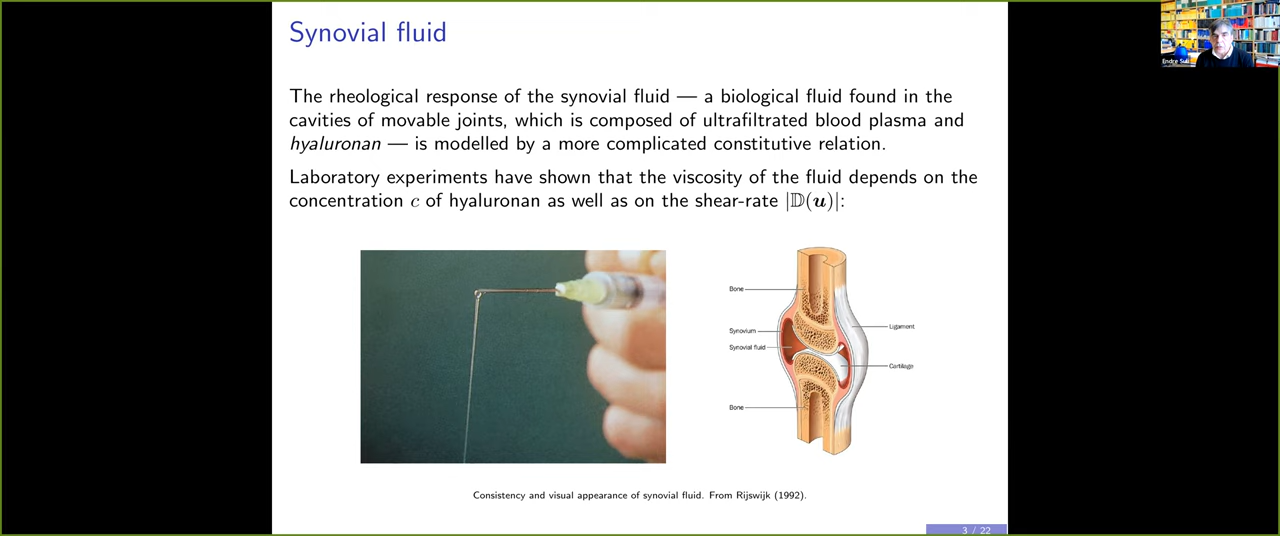 Synovial fluid
Endre Süli
The rheological response of the synovial fluid — a biological fluid found in the
cavities of movable joints, which is composed of ultrafiltrated blood plasma and
hyaluronan — is modelled by a more complicated constitutive relation.
Laboratory experiments have shown that the viscosity of the fluid depends on the
concentration c of hyaluronan as well as on the shear-rate |𝔻(u)|:
Bone
Ligament
Synovium
Synovial fluid
Cartilage
Bone
Consistency and visual appearance of synovial fluid. From Rijswijk (1992).
3 / 22